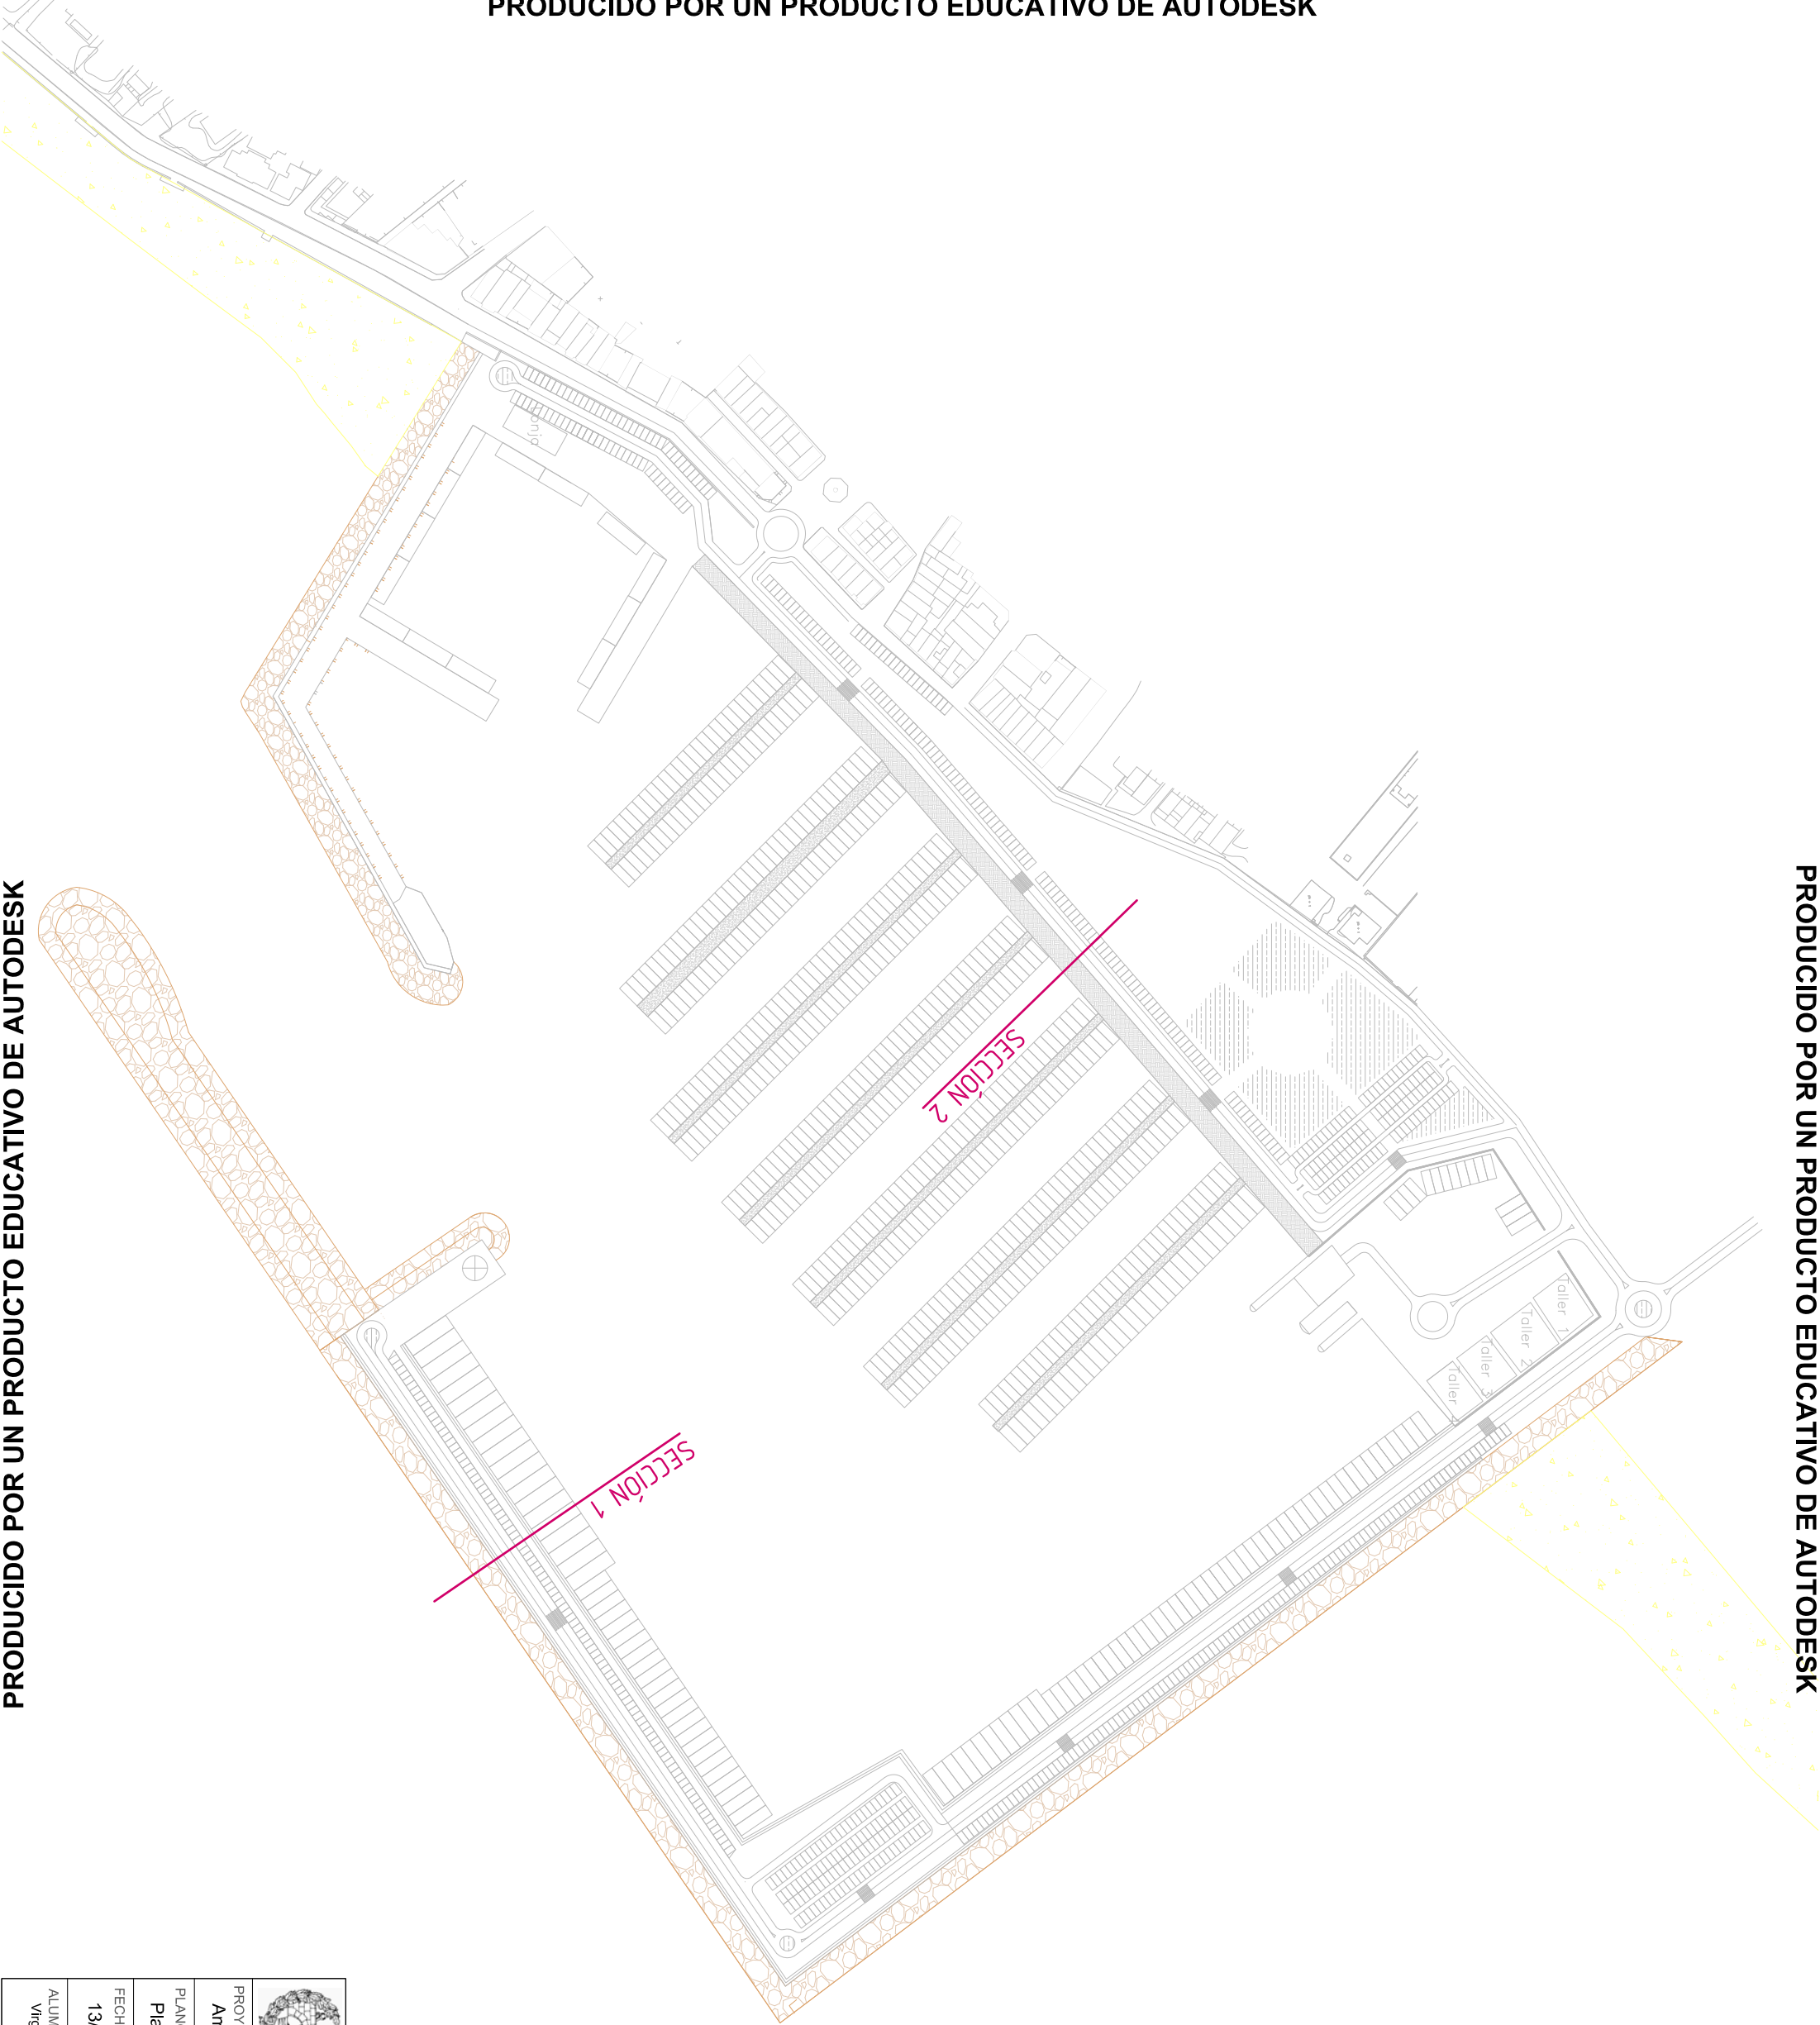 PRODUCIDO POR UN PRODUCTO EDUCATIVO DE AUTODESK
PRODUCIDO POR UN PRODUCTO EDUCATIVO DE AUTODESK
PRODUCIDO POR UN PRODUCTO EDUCATIVO DE AUTODESK
SECCIÓN 2
SECCIÓN 1
Taller 1
Taller 2
Taller 3
Taller